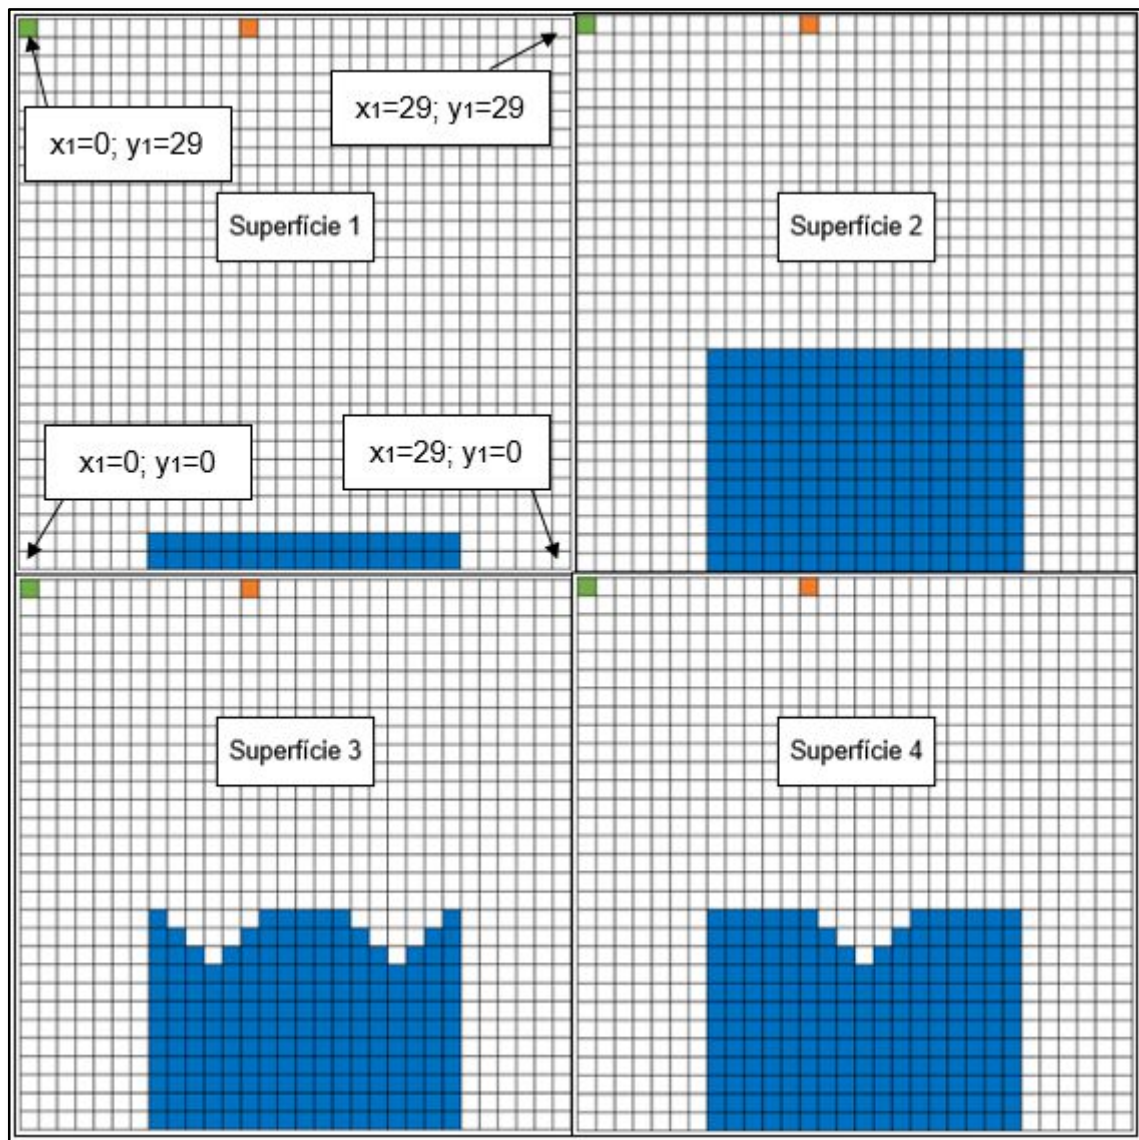 x₁=0; y₁=29
x₁=29; y₁=29
Superfície 1
Superfície 2
x₁=0; y₁=0
x₁=29; y₁=0
Superfície 3
Superfície 4